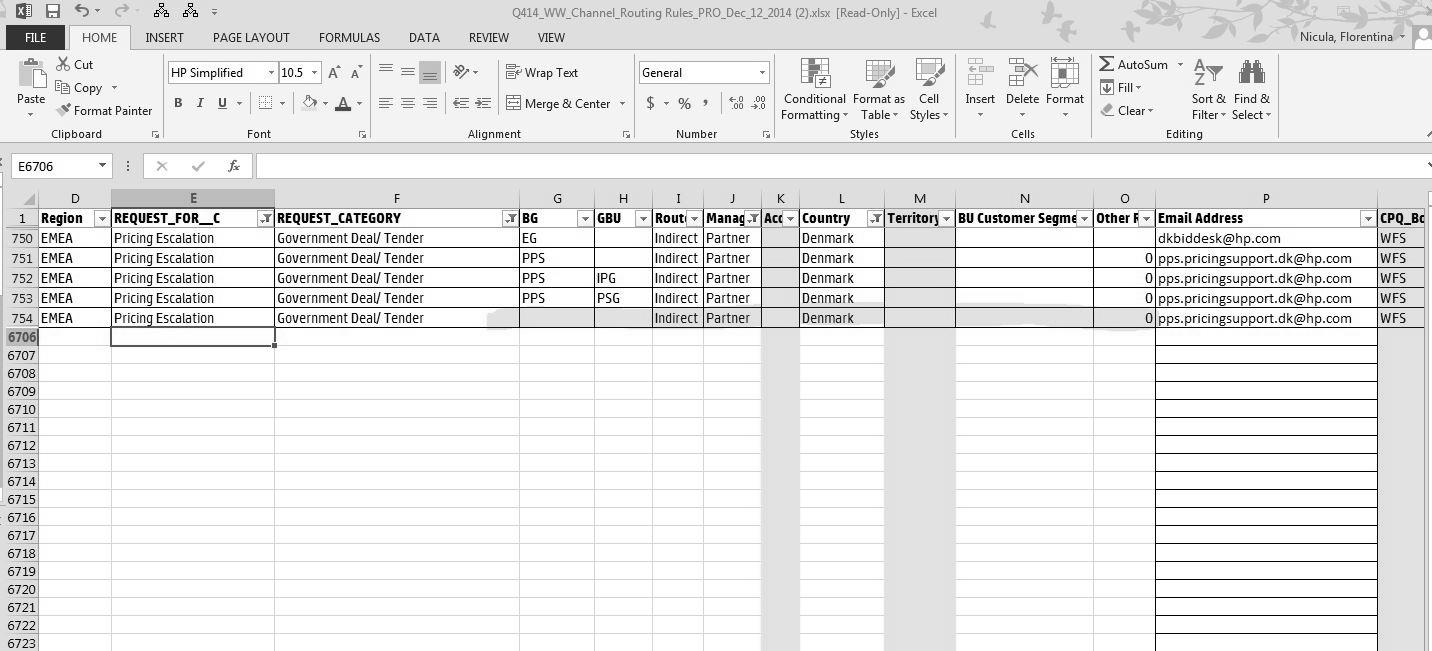 Q414_WW_Channel_Routing Rules_PRO_Dec_12_2014 (2).xlsx [Read-Only] - Excel
FILE HOME INSERT PAGE LAYOUT FORMULAS DATA REVIEW VIEW Nicula, Florentina
Paste Cut Copy Format Painter Clipboard
HP Simplified 10.5 A A B I U A Font
Wrap Text Merge & Center Alignment
General $ % , .00 Number
Conditional Formatting Format as Table Cell Styles Styles
Insert Delete Format Cells
AutoSum Fill Clear Sort & Filter Find & Select Editing
E6706 fx
D E F G H I J K L M N O P
1 Region REQUEST_FOR__C REQUEST_CATEGORY BG GBU Rout Manag Acc Country Territory BU Customer Segme Other Email Address CPQ_Bo
750 EMEA Pricing Escalation Government Deal/ Tender EG Indirect Partner Denmark dkbiddesk@hp.com WFS
751 EMEA Pricing Escalation Government Deal/ Tender PPS Indirect Partner Denmark 0 pps.pricingsupport.dk@hp.com WFS
752 EMEA Pricing Escalation Government Deal/ Tender PPS IPG Indirect Partner Denmark 0 pps.pricingsupport.dk@hp.com WFS
753 EMEA Pricing Escalation Government Deal/ Tender PPS PSG Indirect Partner Denmark 0 pps.pricingsupport.dk@hp.com WFS
754 EMEA Pricing Escalation Government Deal/ Tender Indirect Partner Denmark 0 pps.pricingsupport.dk@hp.com WFS
6706
6707
6708
6709
6710
6711
6712
6713
6714
6715
6716
6717
6718
6719
6720
6721
6722
6723